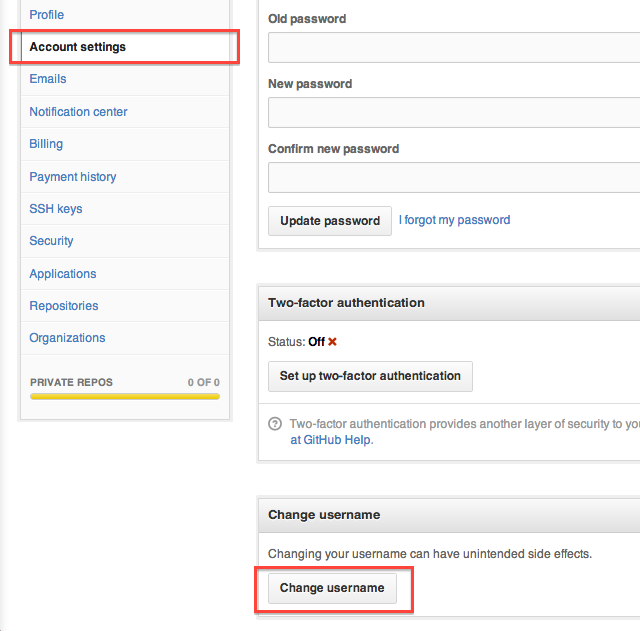 Profile
Account settings
Emails
Notification center
Billing
Payment history
SSH keys
Security
Applications
Repositories
Organizations
PRIVATE REPOS 0 OF 0
Old password
New password
Confirm new password
Update password I forgot my password
Two-factor authentication
Status: Off ✖
Set up two-factor authentication
? Two-factor authentication provides another layer of security to
at GitHub Help.
Change username
Changing your username can have unintended side effects.
Change username